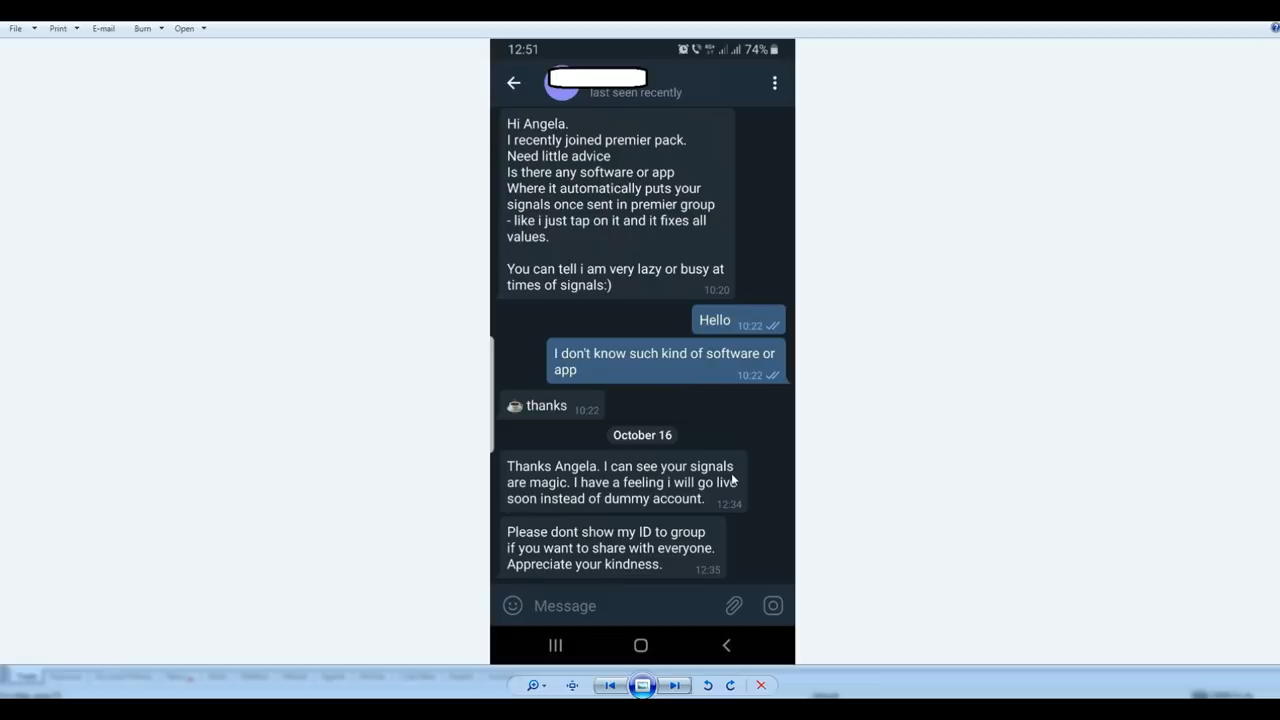 File Print E-mail Burn Open
12:51 74%
last seen recently
Hi Angela.
I recently joined premier pack.
Need little advice
Is there any software or app
Where it automatically puts your
signals once sent in premier group
- like i just tap on it and it fixes all
values.
You can tell i am very lazy or busy at
times of signals:)
10:20
Hello 10:22
I don't know such kind of software or
app
10:22
☕ thanks 10:22
October 16
Thanks Angela. I can see your signals
are magic. I have a feeling i will go live
soon instead of dummy account.
12:34
Please dont show my ID to group
if you want to share with everyone.
Appreciate your kindness.
12:35
Message